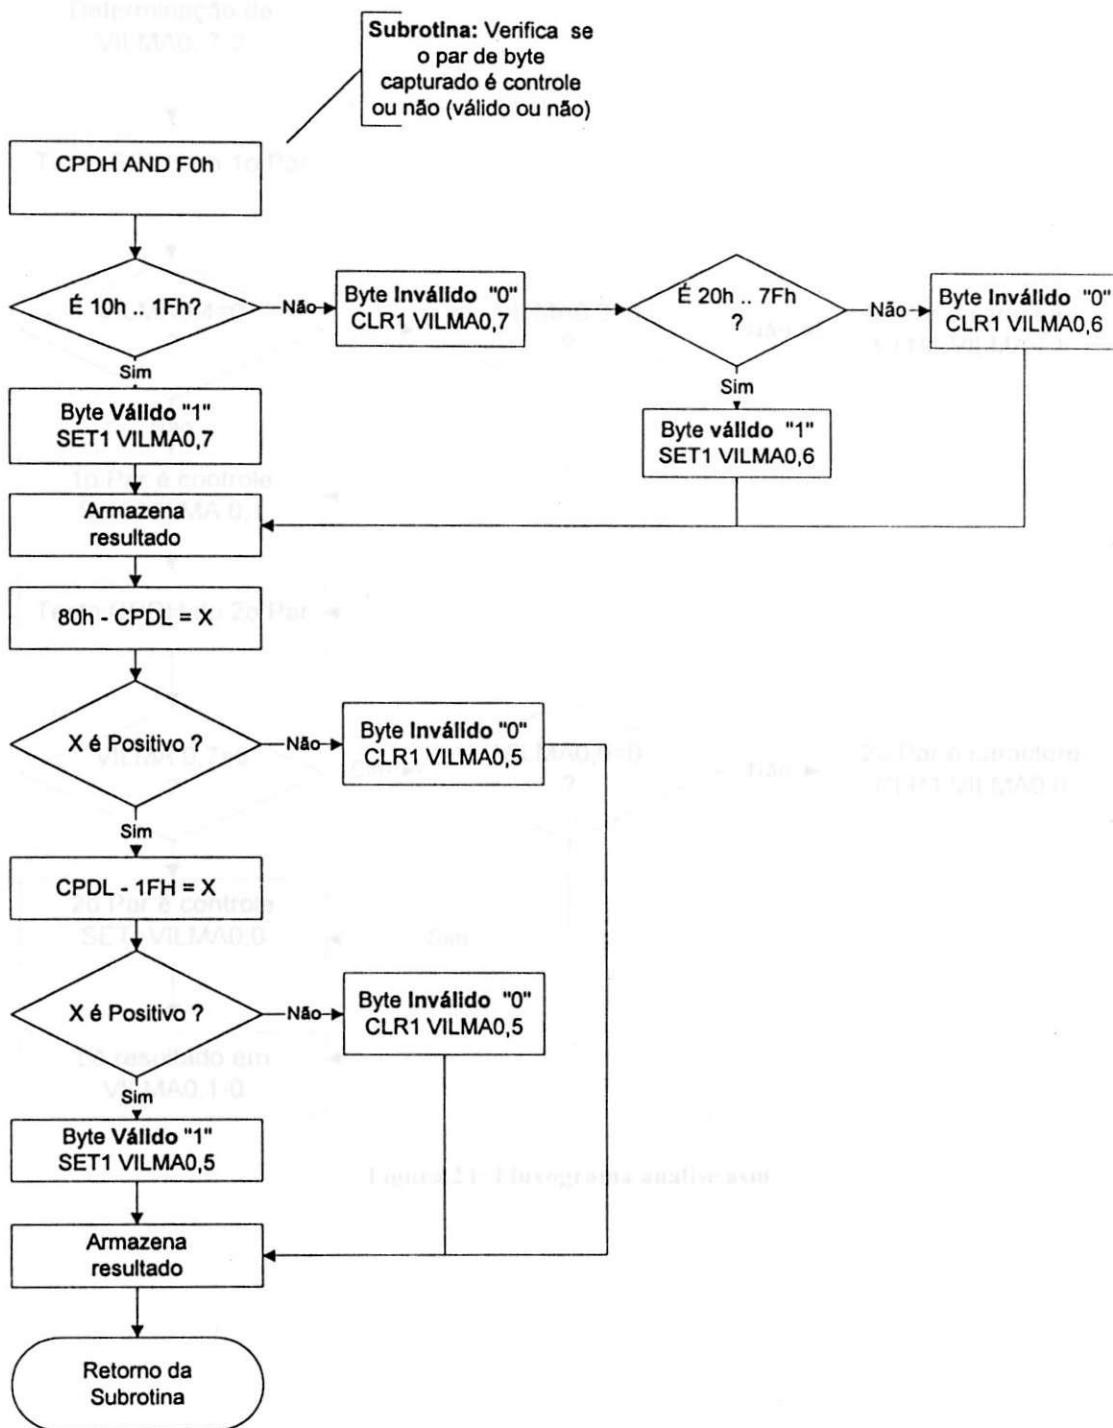 Subrotina: Verifica se
o par de byte
capturado é controle
ou não (válido ou não)
CPDH AND F0h
É 10h .. 1Fh?
Não
Byte Inválido "0"
CLR1 VILMA0,7
É 20h .. 7Fh
?
Não
Byte Inválido "0"
CLR1 VILMA0,6
Sim
Sim
Byte Válido "1"
SET1 VILMA0,7
Byte válido "1"
SET1 VILMA0,6
Armazena
resultado
80h - CPDL = X
X é Positivo ?
Não
Byte Inválido "0"
CLR1 VILMA0,5
Sim
CPDL - 1FH = X
X é Positivo ?
Não
Byte Inválido "0"
CLR1 VILMA0,5
Sim
Byte Válido "1"
SET1 VILMA0,5
Armazena
resultado
Retorno da
Subrotina